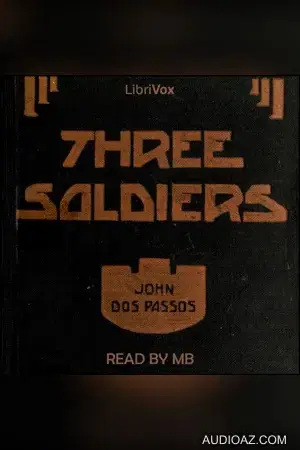 LibriVox
THREE
SOLDIERS
JOHN
DOS PASSOS
READ BY MB
AUDIOAZ.COM